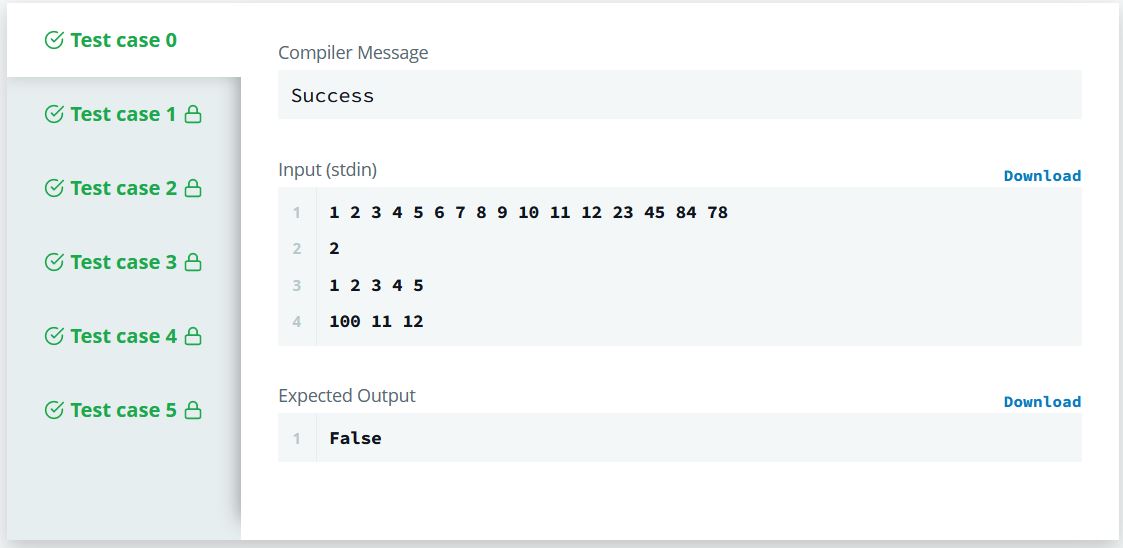 Test case 0
Test case 1
Test case 2
Test case 3
Test case 4
Test case 5
Compiler Message
Success
Input (stdin)
Download
1 1 2 3 4 5 6 7 8 9 10 11 12 23 45 84 78
2 2
3 1 2 3 4 5
4 100 11 12
Expected Output
Download
1 False